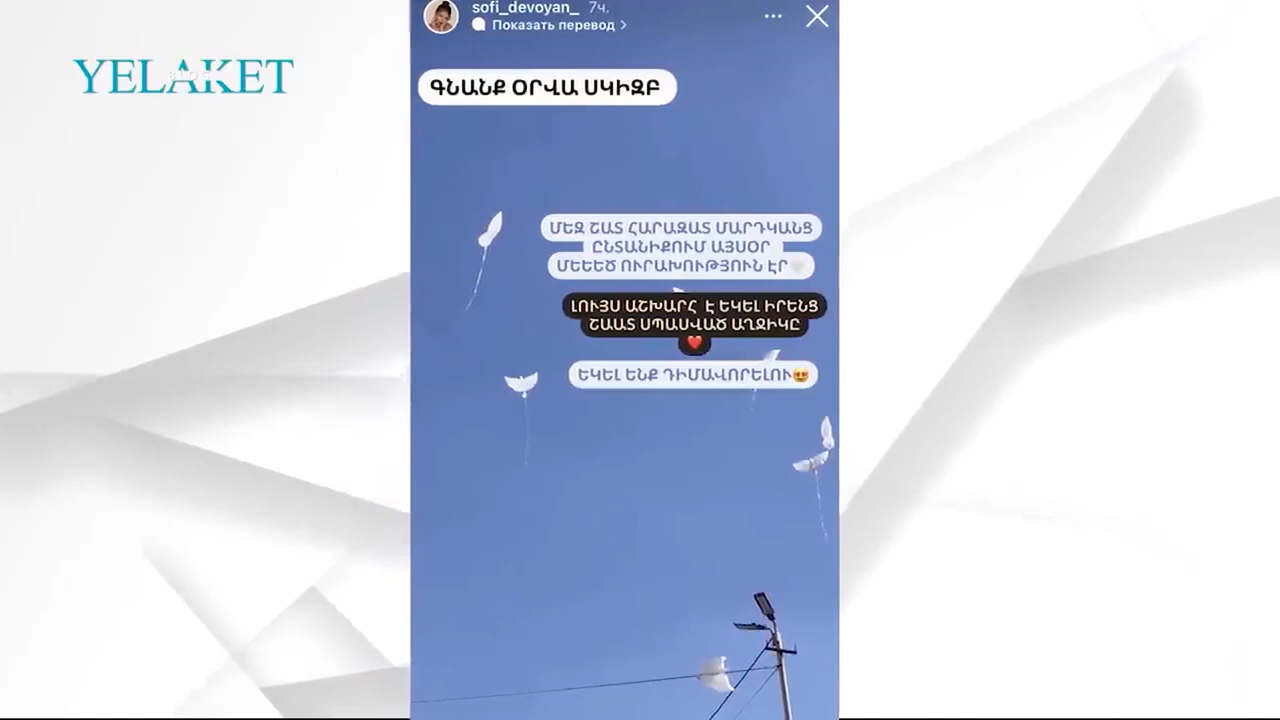 YELAKET
BLOG
sofi_devoyan_ 7ч.
Показать перевод >
ԳՆԱՆՔ ՕՐՎԱ ՍԿԻԶԲ
ՄԵԶ ՇԱՏ ՀԱՐԱԶԱՏ ՄԱՐԴԿԱՆՑ
ԸՆՏԱՆԻՔՈՒՄ ԱՅՍՕՐ
ՄԵԵԵԾ ՈՒՐԱԽՈՒԹՅՈՒՆ ԷՐ🤍
ԼՈՒՅՍ ԱՇԽԱՐՀ Է ԵԿԵԼ ԻՐԵՆՑ
ՇԱԱՏ ՍՊԱՍՎԱԾ ԱՂՋԻԿԸ
❤️
ԵԿԵԼ ԵՆՔ ԴԻՄԱՎՈՐԵԼՈՒ😍